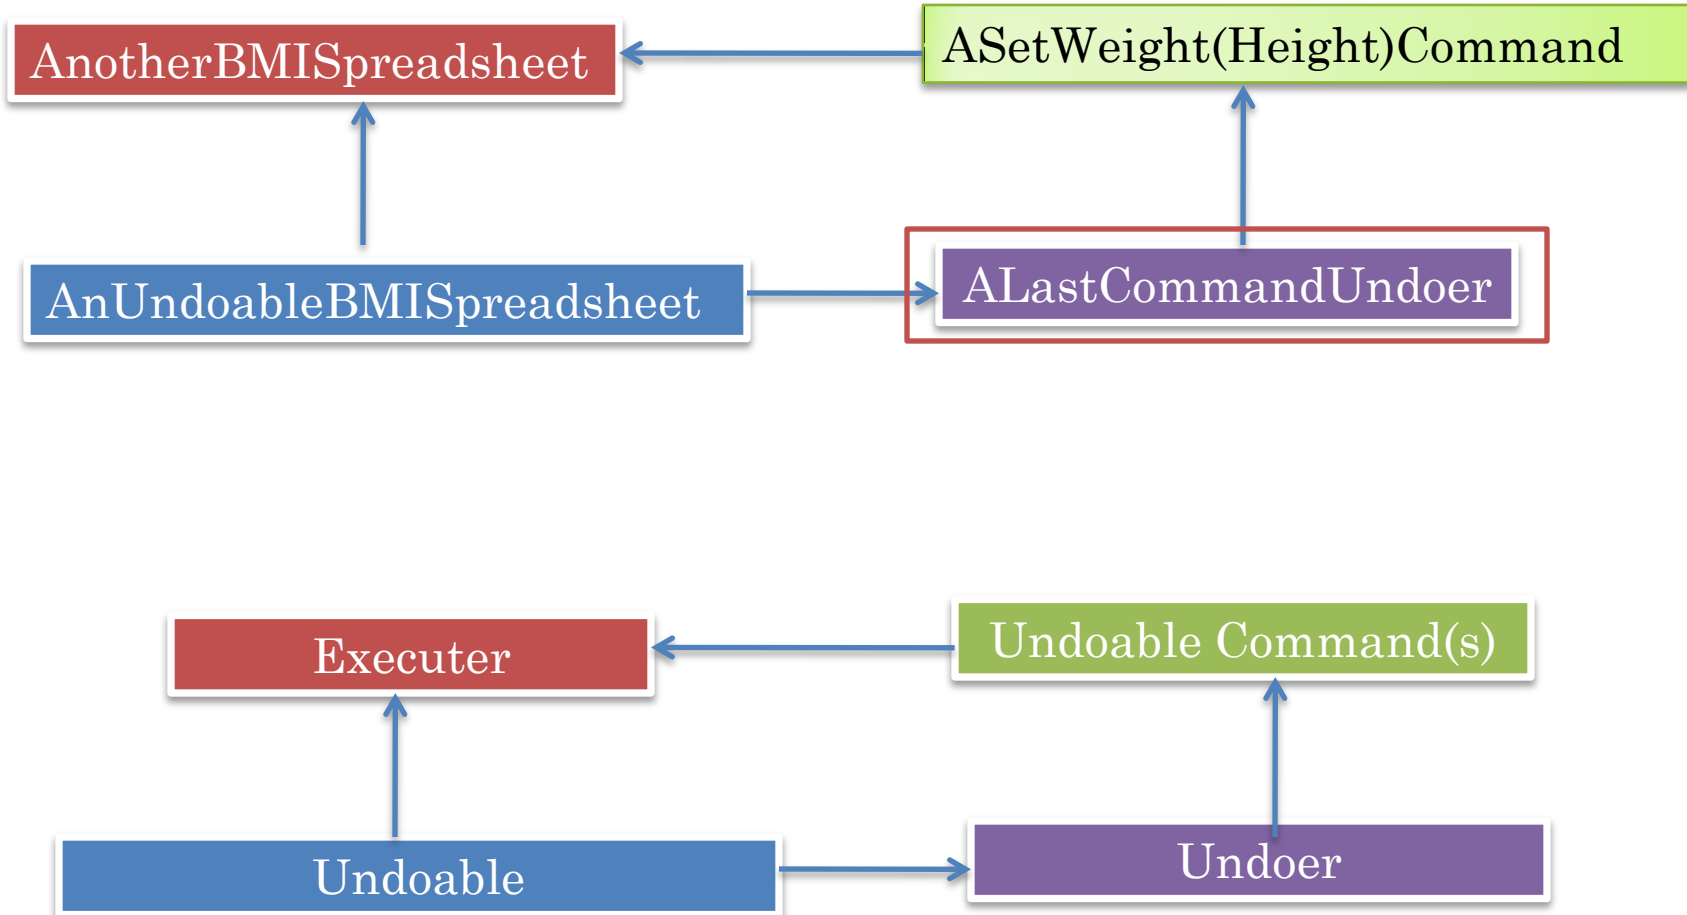 AnotherBMISpreadsheet
ASetWeight(Height)Command
AnUndoableBMISpreadsheet
ALastCommandUndoer
Executer
Undoable Command(s)
Undoable
Undoer